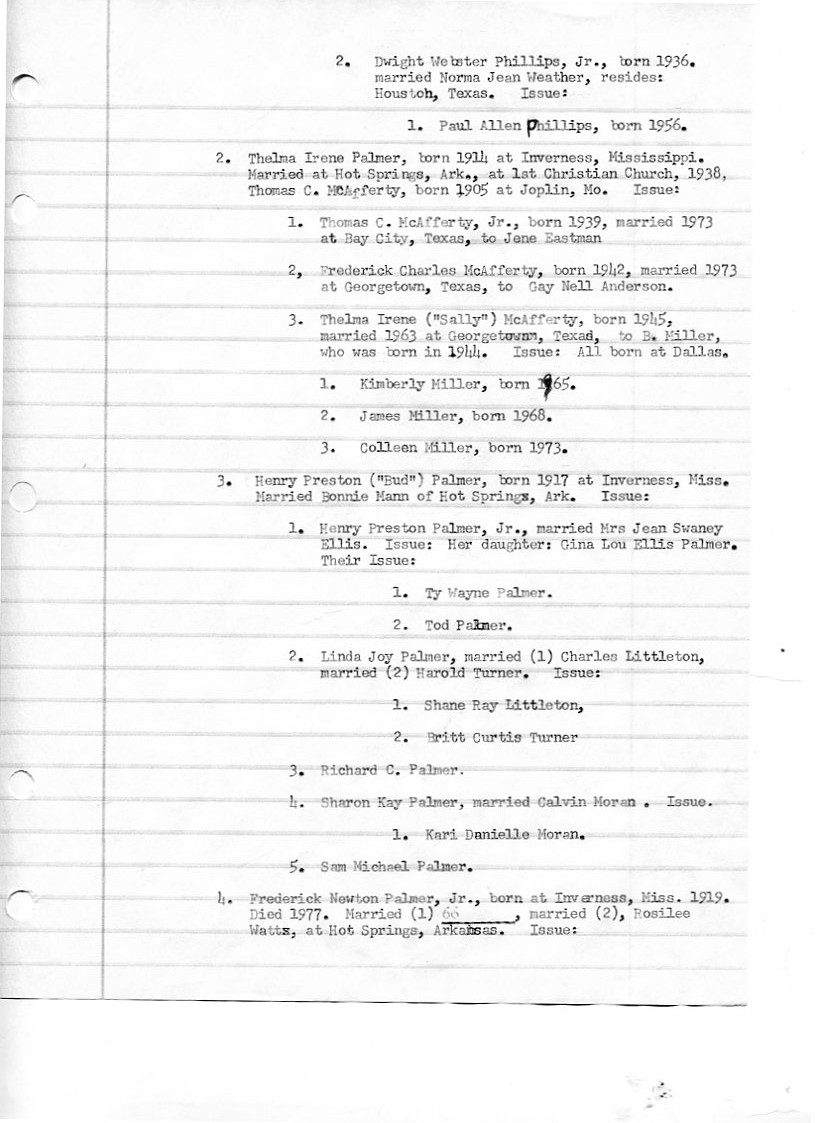 2. Dwight Webster Phillips, Jr., born 1936.
married Norma Jean Weather, resides:
Houstoh, Texas. Issue:
1. Paul Allen Phillips, born 1956.
2. Thelma Irene Palmer, born 1914 at Inverness, Mississippi.
Married at Hot Springs, Ark., at 1st Christian Church, 1938,
Thomas C. MCAfferty, born 1905 at Joplin, Mo. Issue:
1. Thomas C. McAfferty, Jr., born 1939, married 1973
at Bay City, Texas, to Jene Eastman
2, Frederick Charles McAfferty, born 1942, married 1973
at Georgetown, Texas, to Gay Nell Anderson.
3. Thelma Irene ("Sally") McAfferty, born 1945,
married 1963 at Georgetownn, Texad, to B. Miller,
who was born in 1944. Issue: All born at Dallas.
1. Kimberly Miller, born 1965.
2. James Miller, born 1968.
3. Colleen Miller, born 1973.
3. Henry Preston ("Bud") Palmer, born 1917 at Inverness, Miss.
Married Bonnie Mann of Hot Springs, Ark. Issue:
1. Henry Preston Palmer, Jr., married Mrs Jean Swaney
Ellis. Issue: Her daughter: Gina Lou Ellis Palmer.
Their Issue:
1. Ty Wayne Palmer.
2. Tod Palmer.
2. Linda Joy Palmer, married (1) Charles Littleton,
married (2) Harold Turner. Issue:
1. Shane Ray Littleton,
2. Britt Curtis Turner
3. Richard C. Palmer.
4. Sharon Kay Palmer, married Calvin Moran . Issue.
1. Kari Danielle Moran.
5. Sam Michael Palmer.
4. Frederick Newton Palmer, Jr., born at Inverness, Miss. 1919.
Died 1977. Married (1) ______, married (2), Rosilee
Watts, at Hot Springs, Arkansas. Issue: